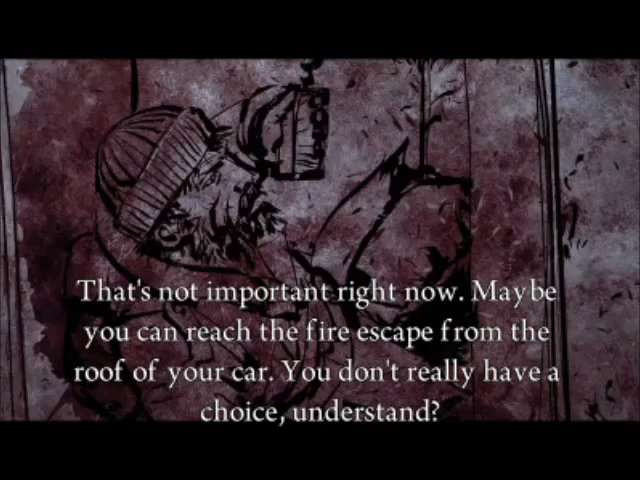 That's not important right now. Maybe
you can reach the fire escape from the
roof of your car. You don't really have a
choice, understand?